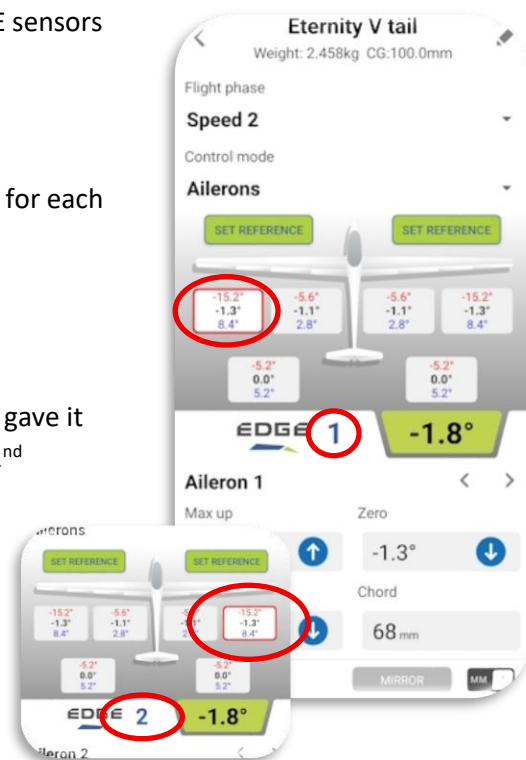 E sensors
for each
gave it
nd
Eternity V tail
Weight: 2.458kg CG:100.0mm
Flight phase
Speed 2
Control mode
Ailerons
SET REFERENCE SET REFERENCE
-15.2° -5.6° -5.6° -15.2°
-1.3° -1.1° -1.1° -1.3°
8.4° 2.8° 2.8° 8.4°
-5.2° -5.2°
0.0° 0.0°
5.2° 5.2°
EDGE 1 -1.8°
Aileron 1
Max up Zero
-1.3°
Chord
68 mm
MIRROR MM
ilerons
SET REFERENCE SET REFERENCE
-15.2° -5.6° -15.2°
-1.3° -1.1° -1.3°
8.4° 2.8° 8.4°
-5.2° -5.2°
0.0° 0.0°
5.2° 5.2°
EDGE 2 -1.8°
ileron 2